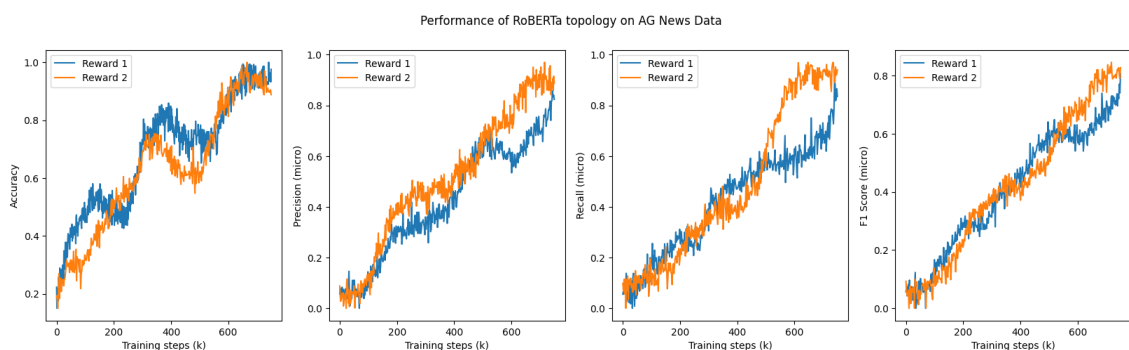 Performance of RoBERTa topology on AG News Data
Reward 1
Reward 2
1.0
0.8
0.6
0.4
0.2
Accuracy
0
200
400
600
Training steps (k)
Reward 1
Reward 2
1.0
0.8
0.6
0.4
0.2
0.0
Precision (micro)
0
200
400
600
Training steps (k)
Reward 1
Reward 2
1.0
0.8
0.6
0.4
0.2
0.0
Recall (micro)
0
200
400
600
Training steps (k)
Reward 1
Reward 2
0.8
0.6
0.4
0.2
0.0
F1 Score (micro)
0
200
400
600
Training steps (k)